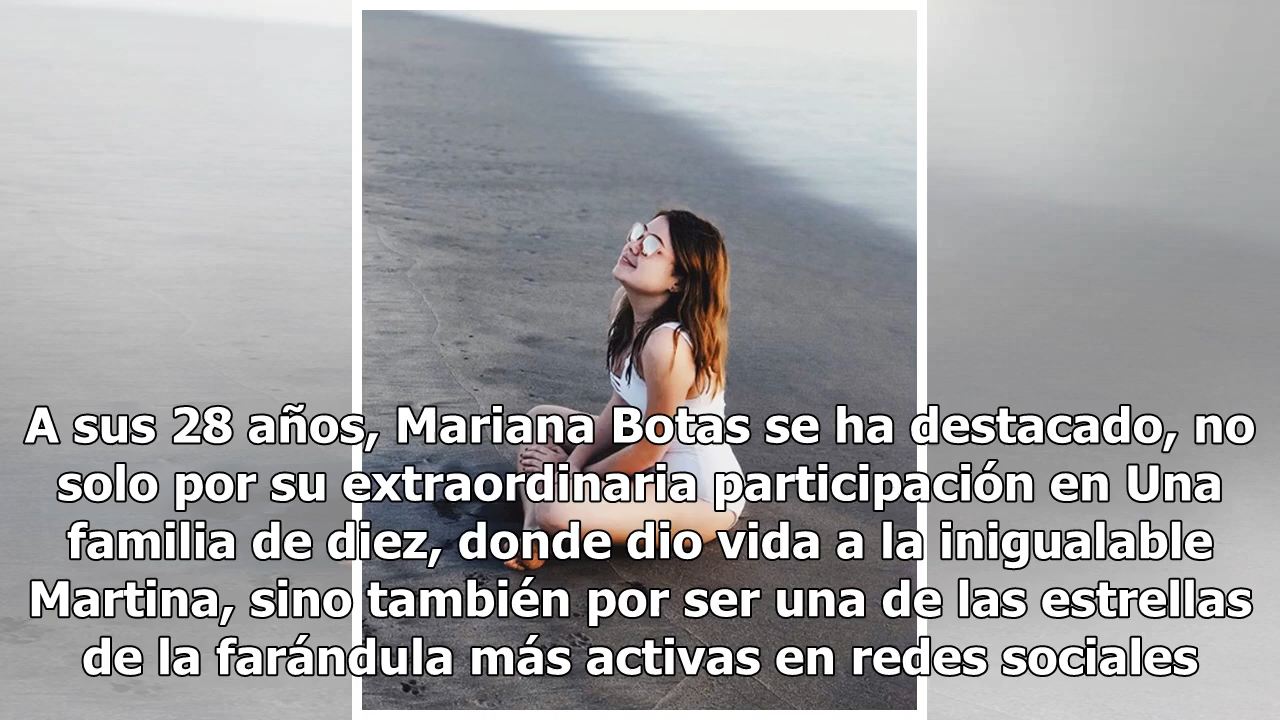 A sus 28 años, Mariana Botas se ha destacado, no
solo por su extraordinaria participación en Una
familia de diez, donde dio vida a la inigualable
Martina, sino también por ser una de las estrellas
de la farándula más activas en redes sociales